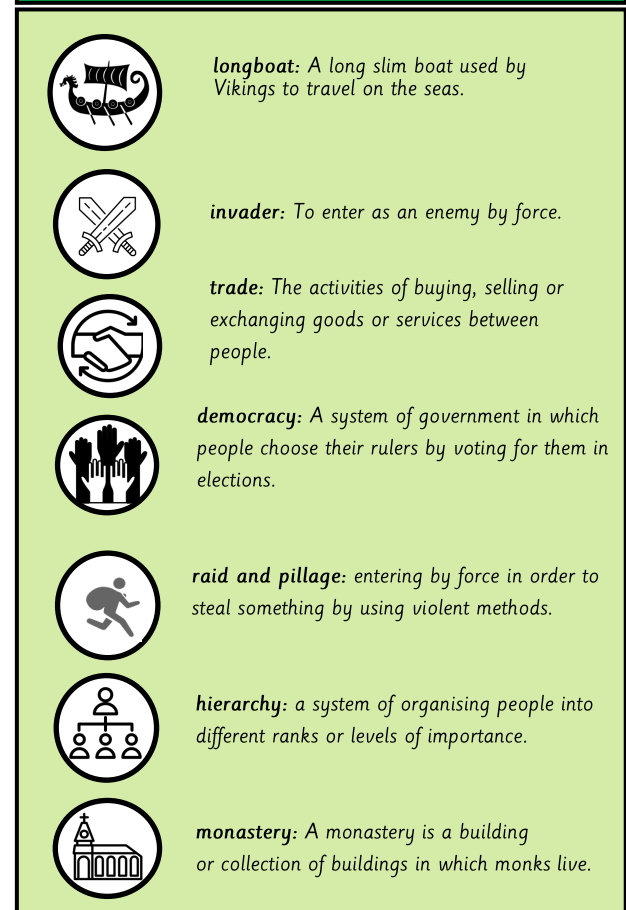 longboat: A long slim boat used by
Vikings to travel on the seas.
invader: To enter as an enemy by force.
trade: The activities of buying, selling or
exchanging goods or services between
people.
democracy: A system of government in which
people choose their rulers by voting for them in
elections.
raid and pillage: entering by force in order to
steal something by using violent methods.
hierarchy: a system of organising people into
different ranks or levels of importance.
monastery: A monastery is a building
or collection of buildings in which monks live.